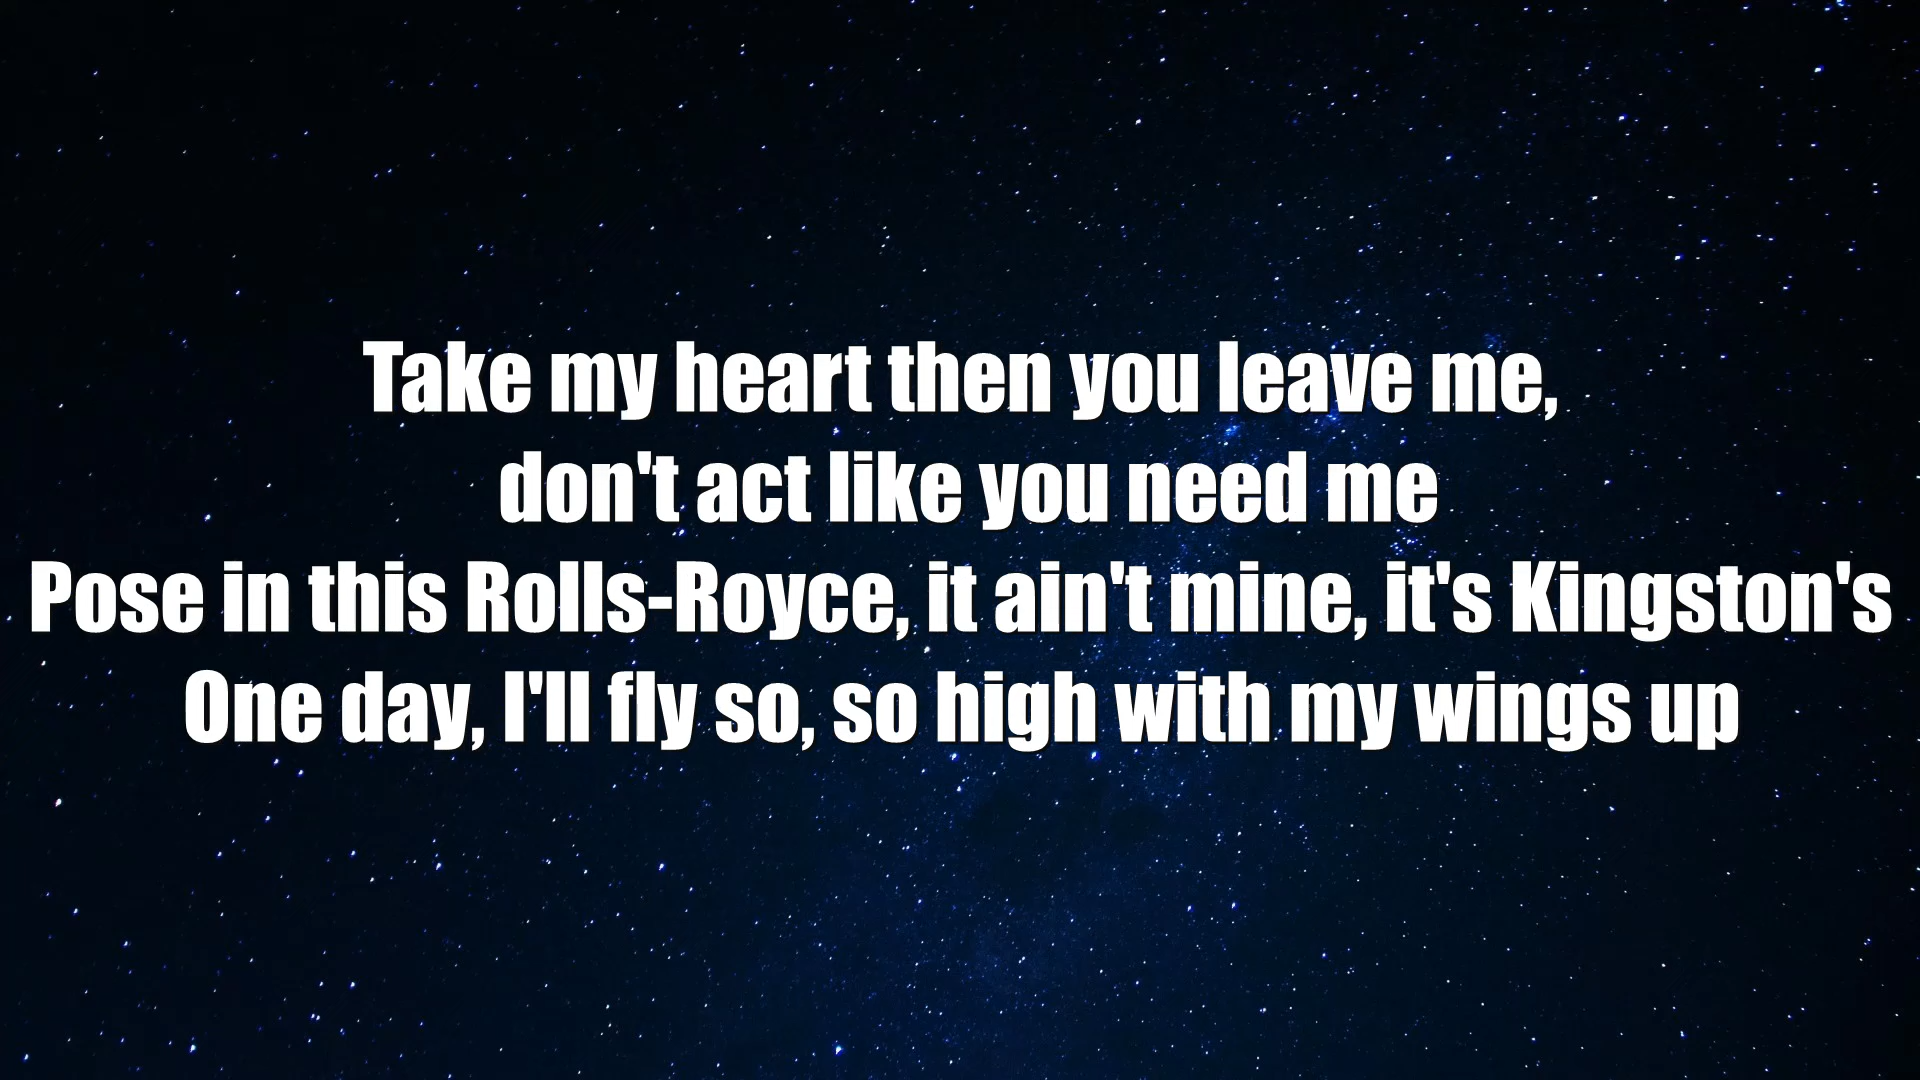 Take my heart then you leave me,
don't act like you need me
Pose in this Rolls-Royce, it ain't mine, it's Kingston's
One day, I'll fly so, so high with my wings up